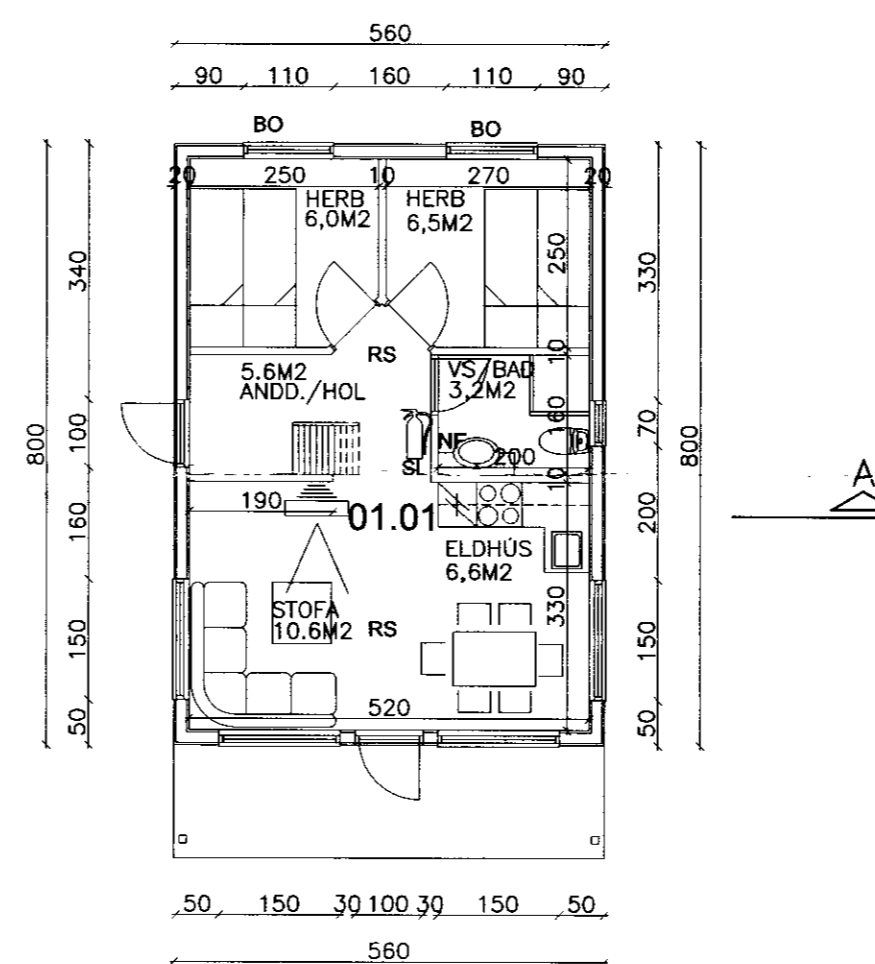 560
90 110 160 110 90
BO BO
20 250 10 270 20
HERB
6,0M2
HERB
6,5M2
340
250
330
RS
10
5.6M2
ANDD./HOL
VS/BAD
3,2M2
800
100
160
70
800
NF
SL
200
10
A
190
01.01
160
200
ELDHÚS
6,6M2
330
STOFA
10.6M2
RS
150
150
520
50
50
50 150 30 100 30 150 50
560